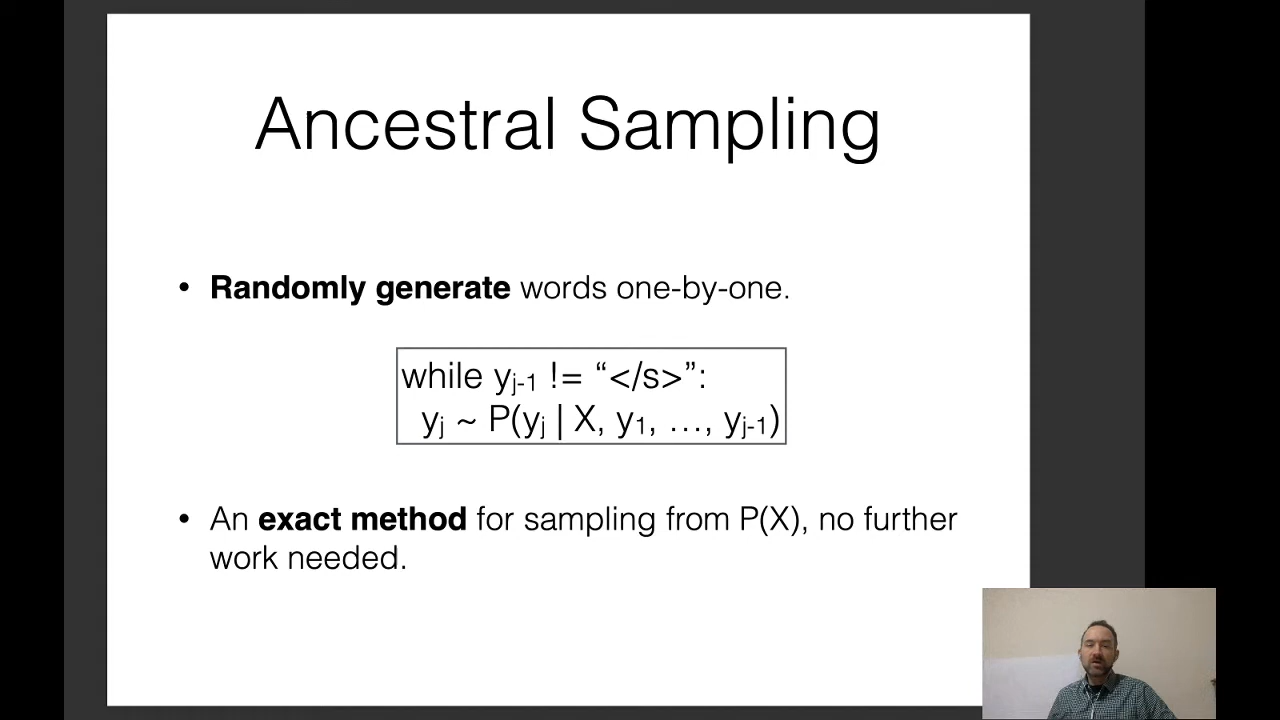 Ancestral Sampling
• Randomly generate words one-by-one.
while yj-1 != “</s>”:
yj ~ P(yj | X, y1, …, yj-1)
• An exact method for sampling from P(X), no further
work needed.